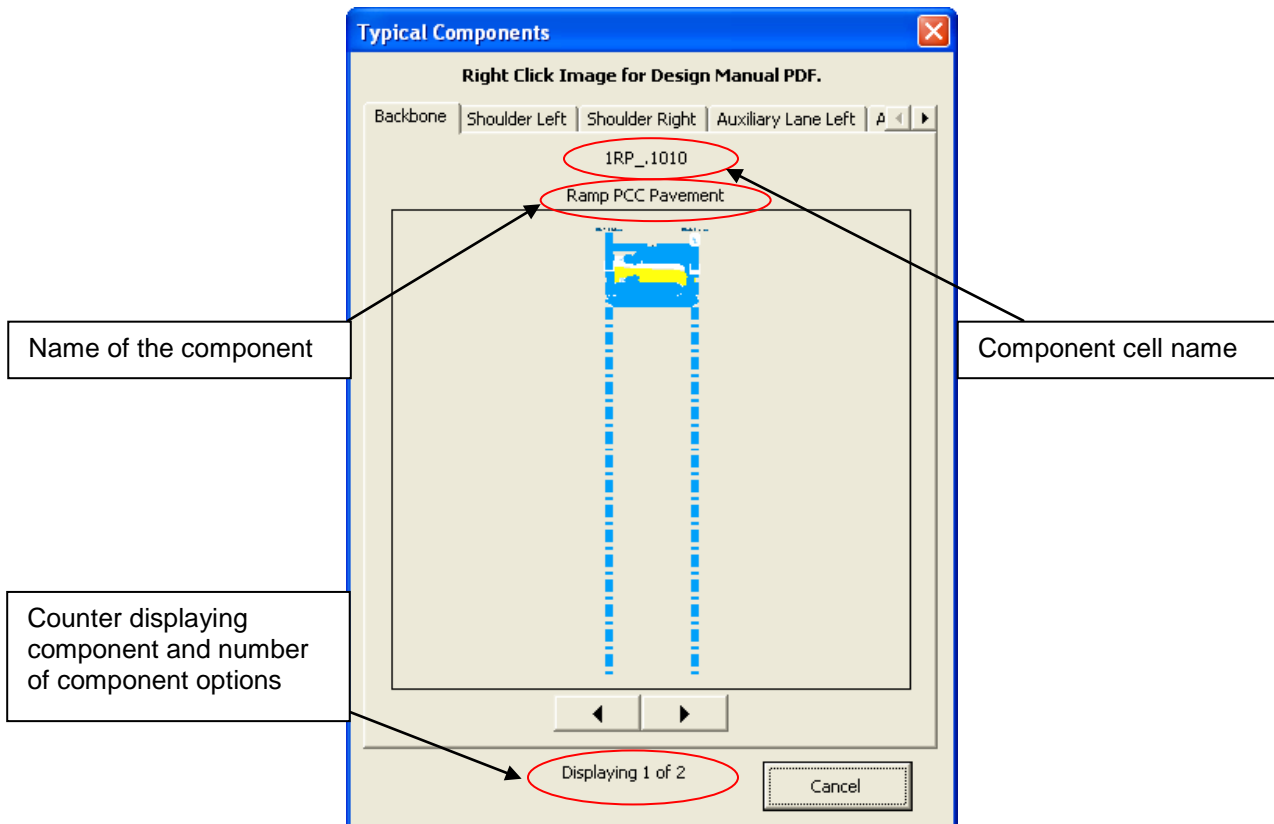 Typical Components
Right Click Image for Design Manual PDF.
Backbone Shoulder Left Shoulder Right Auxiliary Lane Left
1RP_.1010
Ramp PCC Pavement
Name of the component
Component cell name
Counter displaying
component and number
of component options
Displaying 1 of 2
Cancel